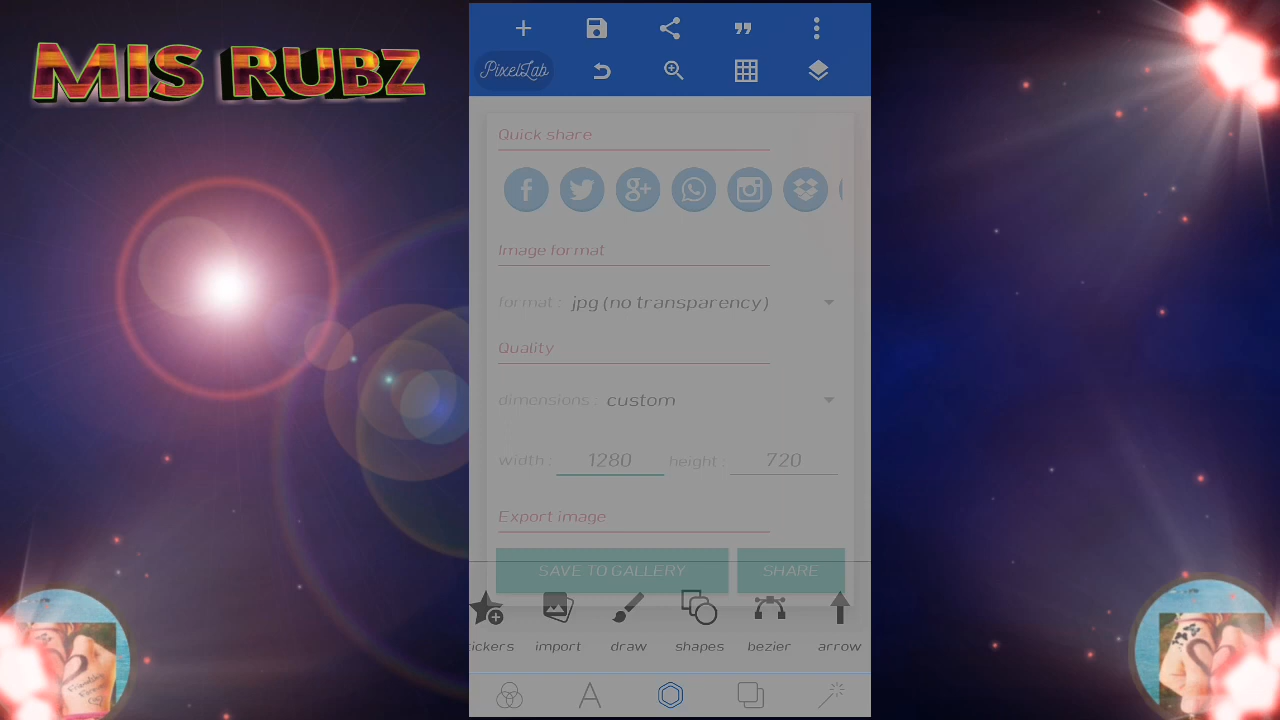 MIS RUBZ
PixelLab
Quick share
Image format
format : jpg (no transparency)
Quality
dimensions : custom
width : 1280 height : 720
Export image
SAVE TO GALLERY SHARE
ickers import draw shapes bezier arrow